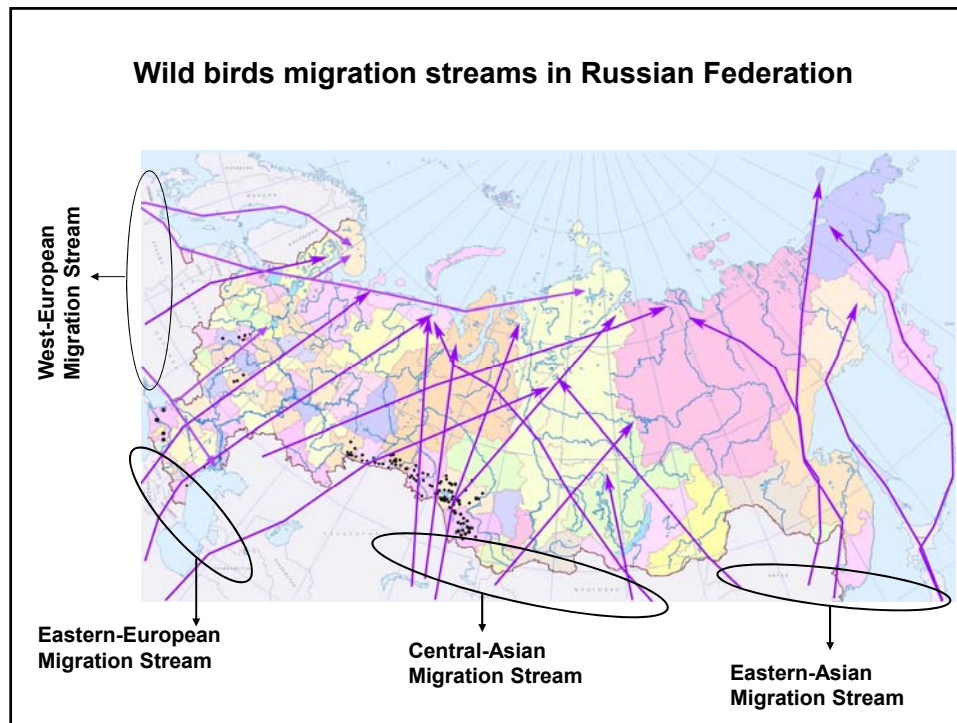 Wild birds migration streams in Russian Federation
West-European
Migration Stream
Eastern-European
Migration Stream
Central-Asian
Migration Stream
Eastern-Asian
Migration Stream